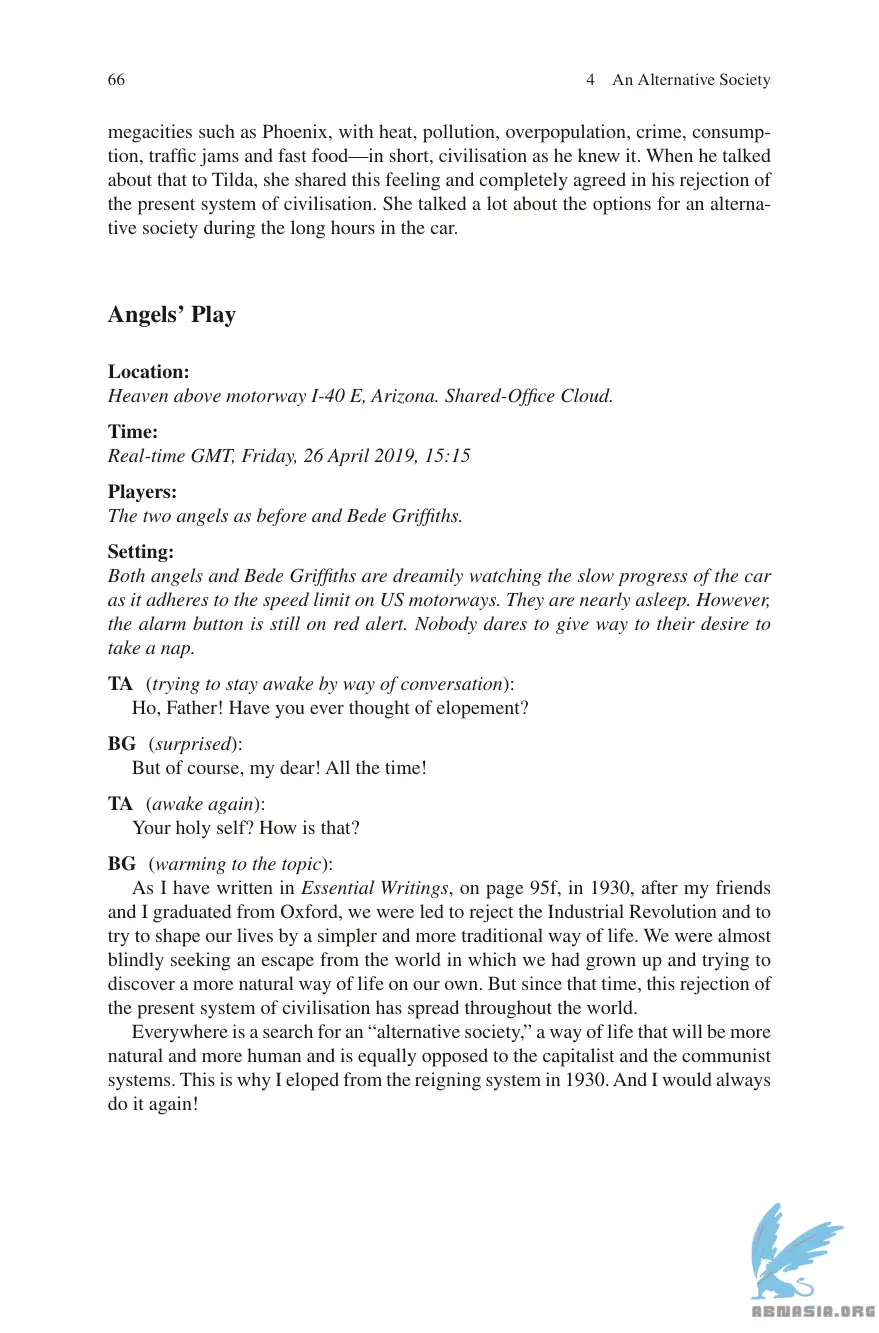 66
4 An Alternative Society
megacities such as Phoenix, with heat, pollution, overpopulation, crime, consump-
tion, traffic jams and fast food—in short, civilisation as he knew it. When he talked
about that to Tilda, she shared this feeling and completely agreed in his rejection of
the present system of civilisation. She talked a lot about the options for an alterna-
tive society during the long hours in the car.
Angels’ Play
Location:
Heaven above motorway I-40 E, Arizona. Shared-Office Cloud.
Time:
Real-time GMT, Friday, 26 April 2019, 15:15
Players:
The two angels as before and Bede Griffiths.
Setting:
Both angels and Bede Griffiths are dreamily watching the slow progress of the car
as it adheres to the speed limit on US motorways. They are nearly asleep. However,
the alarm button is still on red alert. Nobody dares to give way to their desire to
take a nap.
TA (trying to stay awake by way of conversation):
Ho, Father! Have you ever thought of elopement?
BG (surprised):
But of course, my dear! All the time!
TA (awake again):
Your holy self? How is that?
BG (warming to the topic):
As I have written in Essential Writings, on page 95f, in 1930, after my friends
and I graduated from Oxford, we were led to reject the Industrial Revolution and to
try to shape our lives by a simpler and more traditional way of life. We were almost
blindly seeking an escape from the world in which we had grown up and trying to
discover a more natural way of life on our own. But since that time, this rejection of
the present system of civilisation has spread throughout the world.
Everywhere is a search for an “alternative society,” a way of life that will be more
natural and more human and is equally opposed to the capitalist and the communist
systems. This is why I eloped from the reigning system in 1930. And I would always
do it again!
ABNASIA.ORG